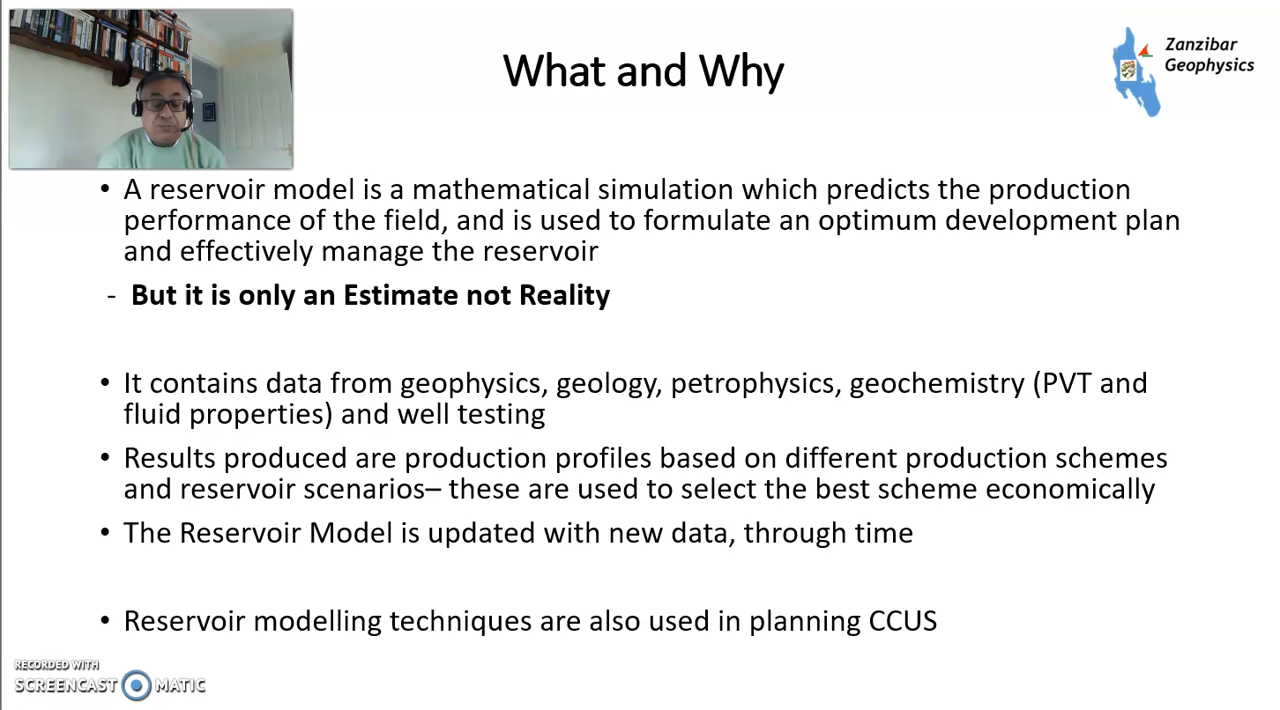 What and Why
Zanzibar
Geophysics
• A reservoir model is a mathematical simulation which predicts the production
performance of the field, and is used to formulate an optimum development plan
and effectively manage the reservoir
- But it is only an Estimate not Reality
• It contains data from geophysics, geology, petrophysics, geochemistry (PVT and
fluid properties) and well testing
• Results produced are production profiles based on different production schemes
and reservoir scenarios– these are used to select the best scheme economically
• The Reservoir Model is updated with new data, through time
• Reservoir modelling techniques are also used in planning CCUS
RECORDED WITH
SCREENCAST MATIC